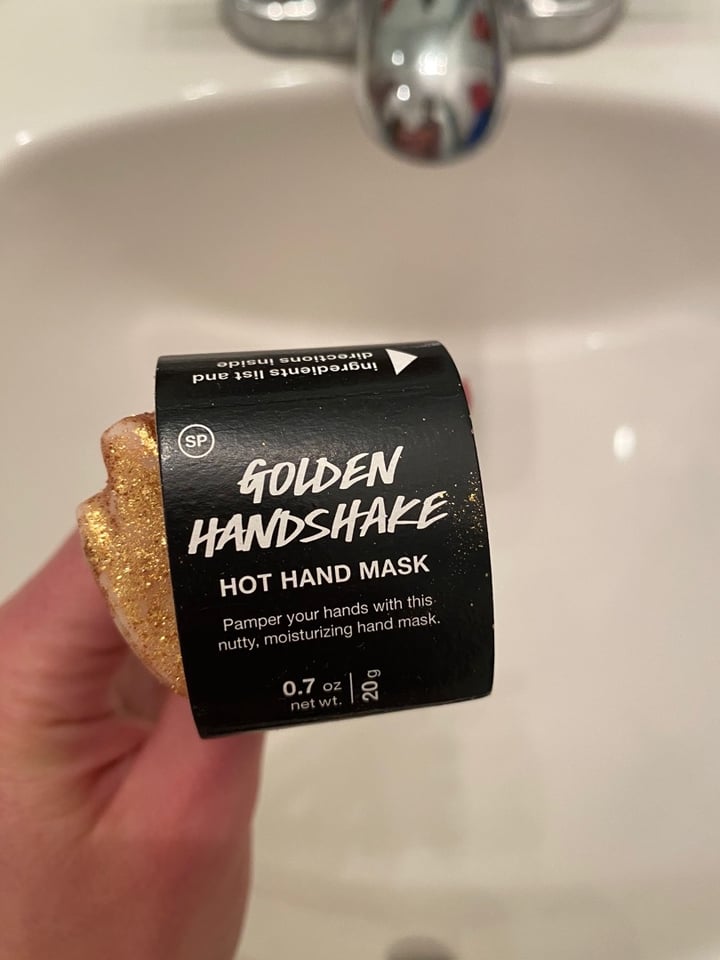 ingredients list and
directions inside
SP
GOLDEN
HANDSHAKE
HOT HAND MASK
Pamper your hands with this
nutty, moisturizing hand mask.
0.7 oz
net wt.
20g